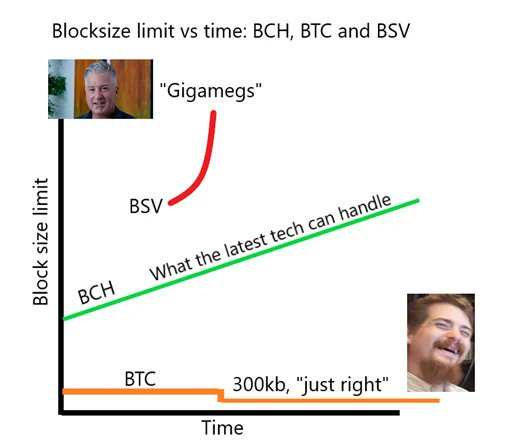 Blocksize limit vs time: BCH, BTC and BSV
"Gigamegs"
BSV
Block size limit
BCH
What the latest tech can handle
BTC
300kb, "just right"
Time